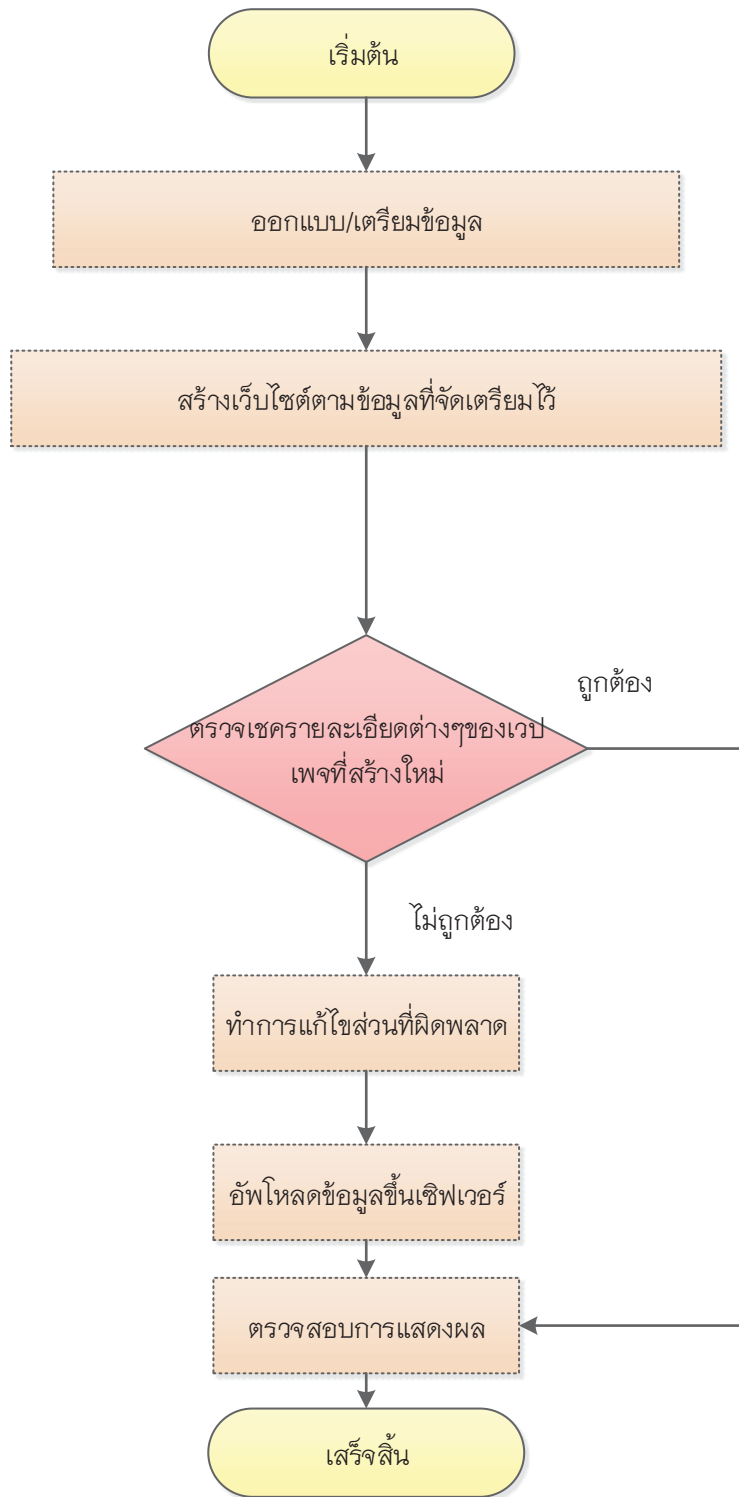 เริ่มต้น
ออกแบบ/เตรียมข้อมูล
สร้างเว็บไซต์ตามข้อมูลที่จัดเตรียมไว้
ถูกต้อง
ตรวจเชครายละเอียดต่างๆของเวป
เพจที่สร้างใหม่
ไม่ถูกต้อง
ทำการแก้ไขส่วนที่ผิดพลาด
อัพโหลดข้อมูลขึ้นเซิฟเวอร์
ตรวจสอบการแสดงผล
เสร็จสิ้น